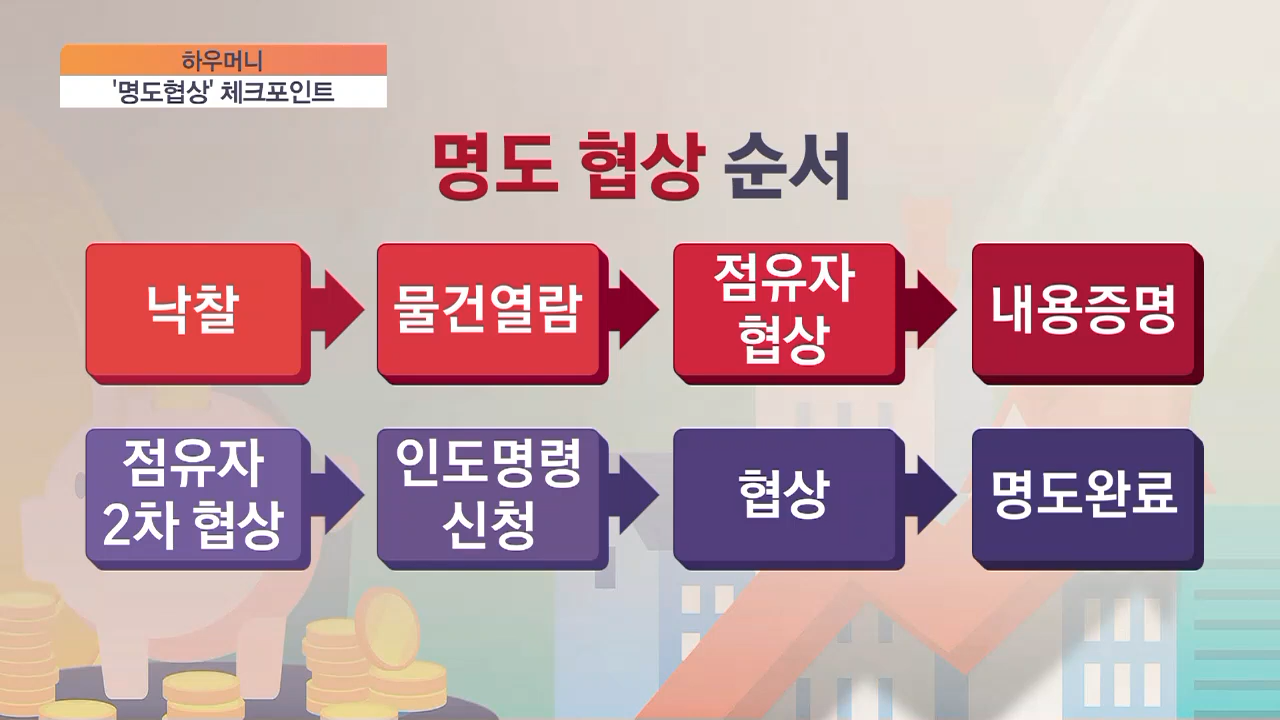 하우머니
'명도협상' 체크포인트
명도 협상 순서
낙찰
물건열람
점유자
협상
내용증명
점유자
2차 협상
인도명령
신청
협상
명도완료